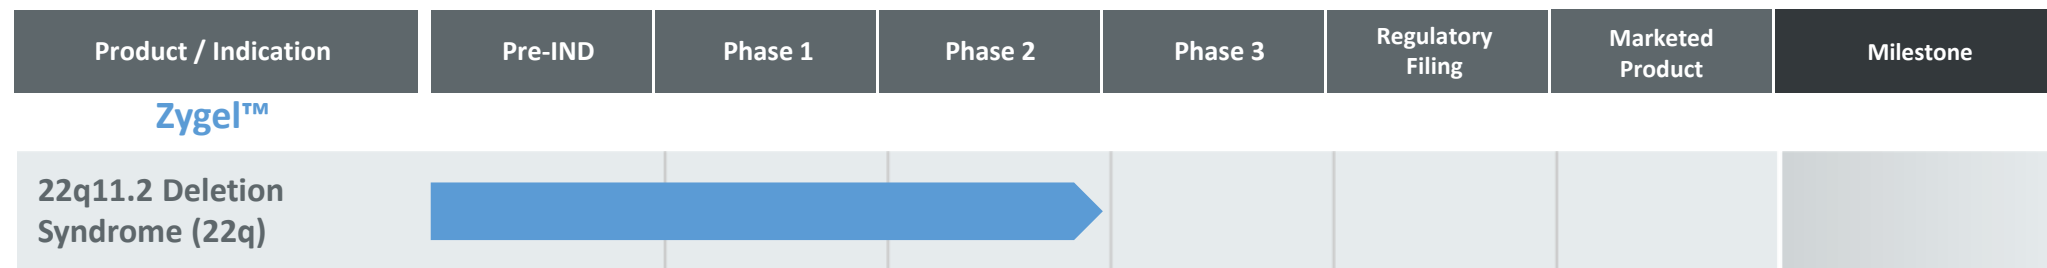 Product / Indication
Pre-IND
Phase 1
Phase 2
Phase 3
Regulatory
Filing
Marketed
Product
Milestone
Zygel™
22q11.2 Deletion
Syndrome (22q)